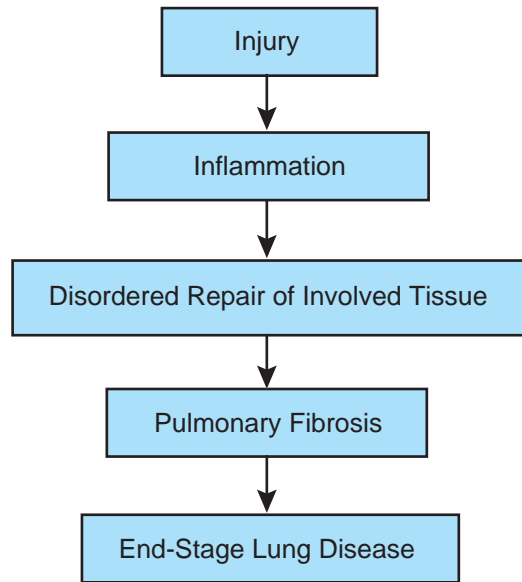 Injury
Inflammation
Disordered Repair of Involved Tissue
Pulmonary Fibrosis
End-Stage Lung Disease